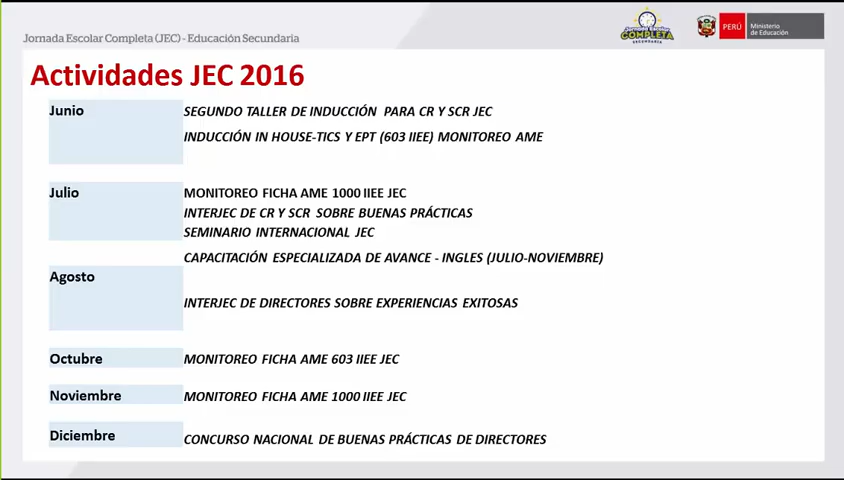 Jornada Escolar Completa (JEC) - Educación Secundaria
Jornada Escolar
COMPLETA
SECUNDARIA
PERÚ
Ministerio
de Educación
Actividades JEC 2016
Junio
SEGUNDO TALLER DE INDUCCIÓN PARA CR Y SCR JEC
INDUCCIÓN IN HOUSE-TICS Y EPT (603 IIEE) MONITOREO AME
Julio
MONITOREO FICHA AME 1000 IIEE JEC
INTERJEC DE CR Y SCR SOBRE BUENAS PRÁCTICAS
SEMINARIO INTERNACIONAL JEC
CAPACITACIÓN ESPECIALIZADA DE AVANCE - INGLES (JULIO-NOVIEMBRE)
Agosto
INTERJEC DE DIRECTORES SOBRE EXPERIENCIAS EXITOSAS
Octubre
MONITOREO FICHA AME 603 IIEE JEC
Noviembre
MONITOREO FICHA AME 1000 IIEE JEC
Diciembre
CONCURSO NACIONAL DE BUENAS PRÁCTICAS DE DIRECTORES